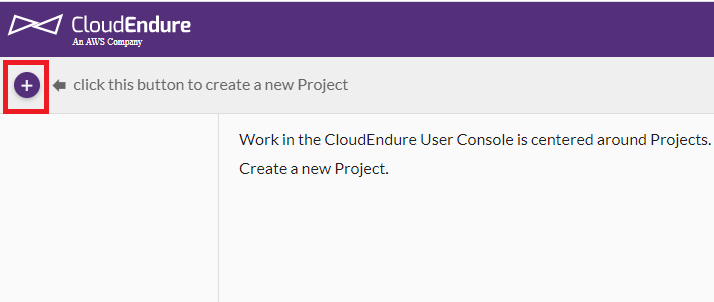 CloudEndure
An AWS Company
+ click this button to create a new Project
Work in the CloudEndure User Console is centered around Projects.
Create a new Project.